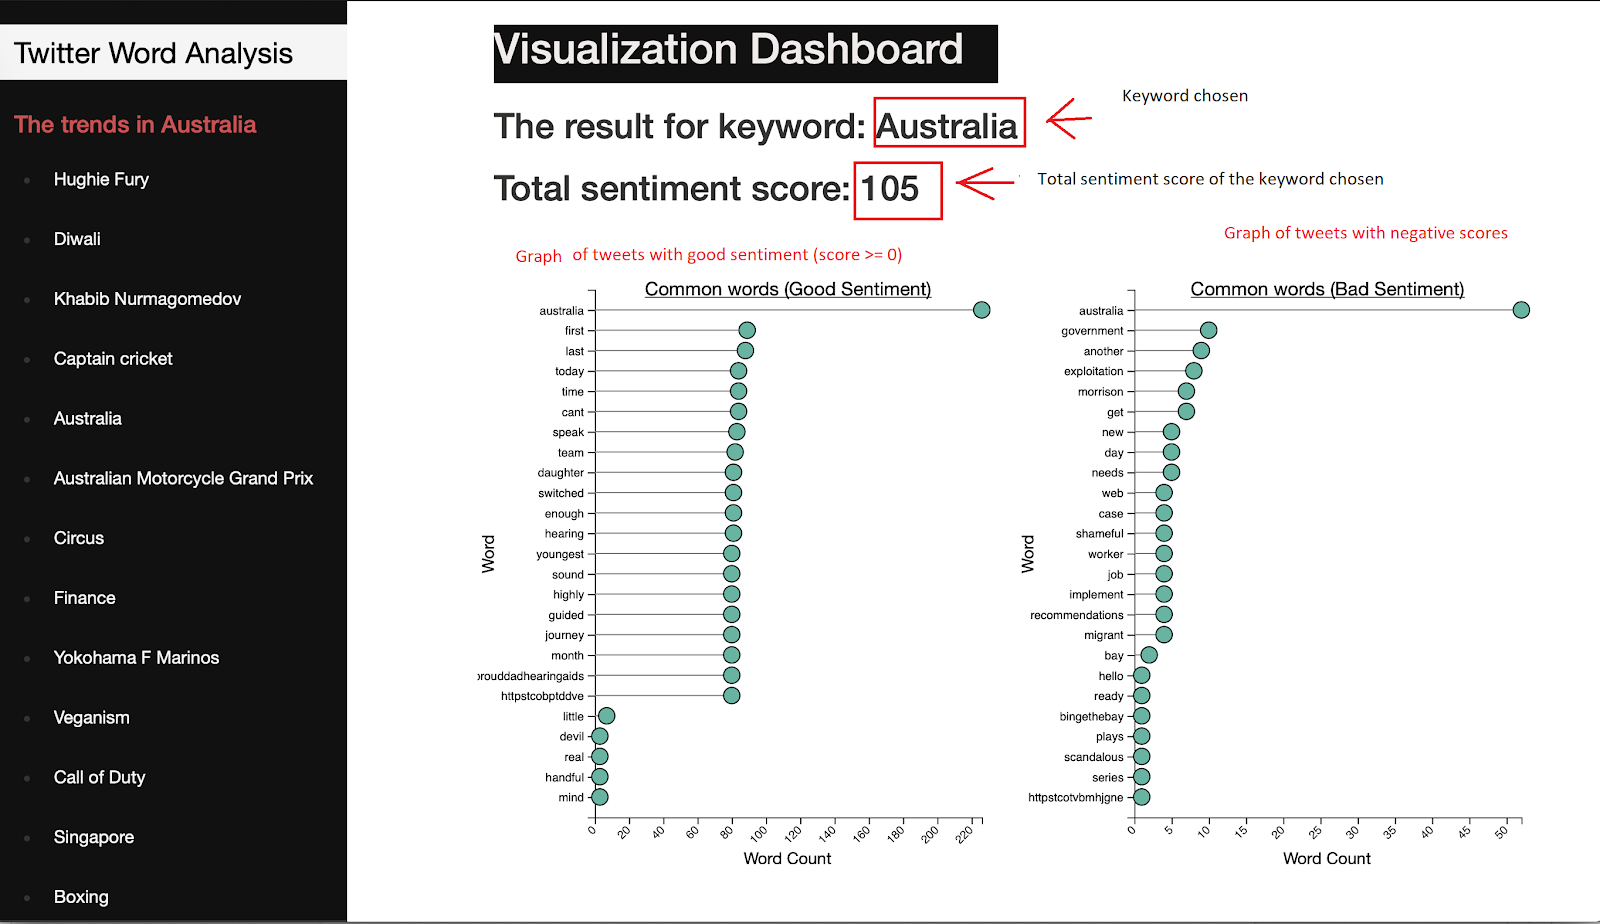 Twitter Word Analysis
The trends in Australia
Hughie Fury
Diwali
Khabib Nurmagomedov
Captain cricket
Australia
Australian Motorcycle Grand Prix
Circus
Finance
Yokohama F Marinos
Veganism
Call of Duty
Singapore
Boxing
Visualization Dashboard
The result for keyword: Australia
Keyword chosen
Total sentiment score: 105
Total sentiment score of the keyword chosen
Graph of tweets with good sentiment (score >= 0)
Common words (Good Sentiment)
Word
australia
first
last
today
time
cant
speak
team
daughter
switched
enough
hearing
youngest
sound
highly
guided
journey
month
prouddadhearingaids
httpstcobptddve
little
devil
real
handful
mind
0 20 40 60 80 100 120 140 160 180 200 220
Word Count
Graph of tweets with negative scores
Common words (Bad Sentiment)
Word
australia
government
another
exploitation
morrison
get
new
day
needs
web
case
shameful
worker
job
implement
recommendations
migrant
bay
hello
ready
bingethebay
plays
scandalous
series
httpstcotvbmhjgne
0 5 10 15 20 25 30 35 40 45 50
Word Count